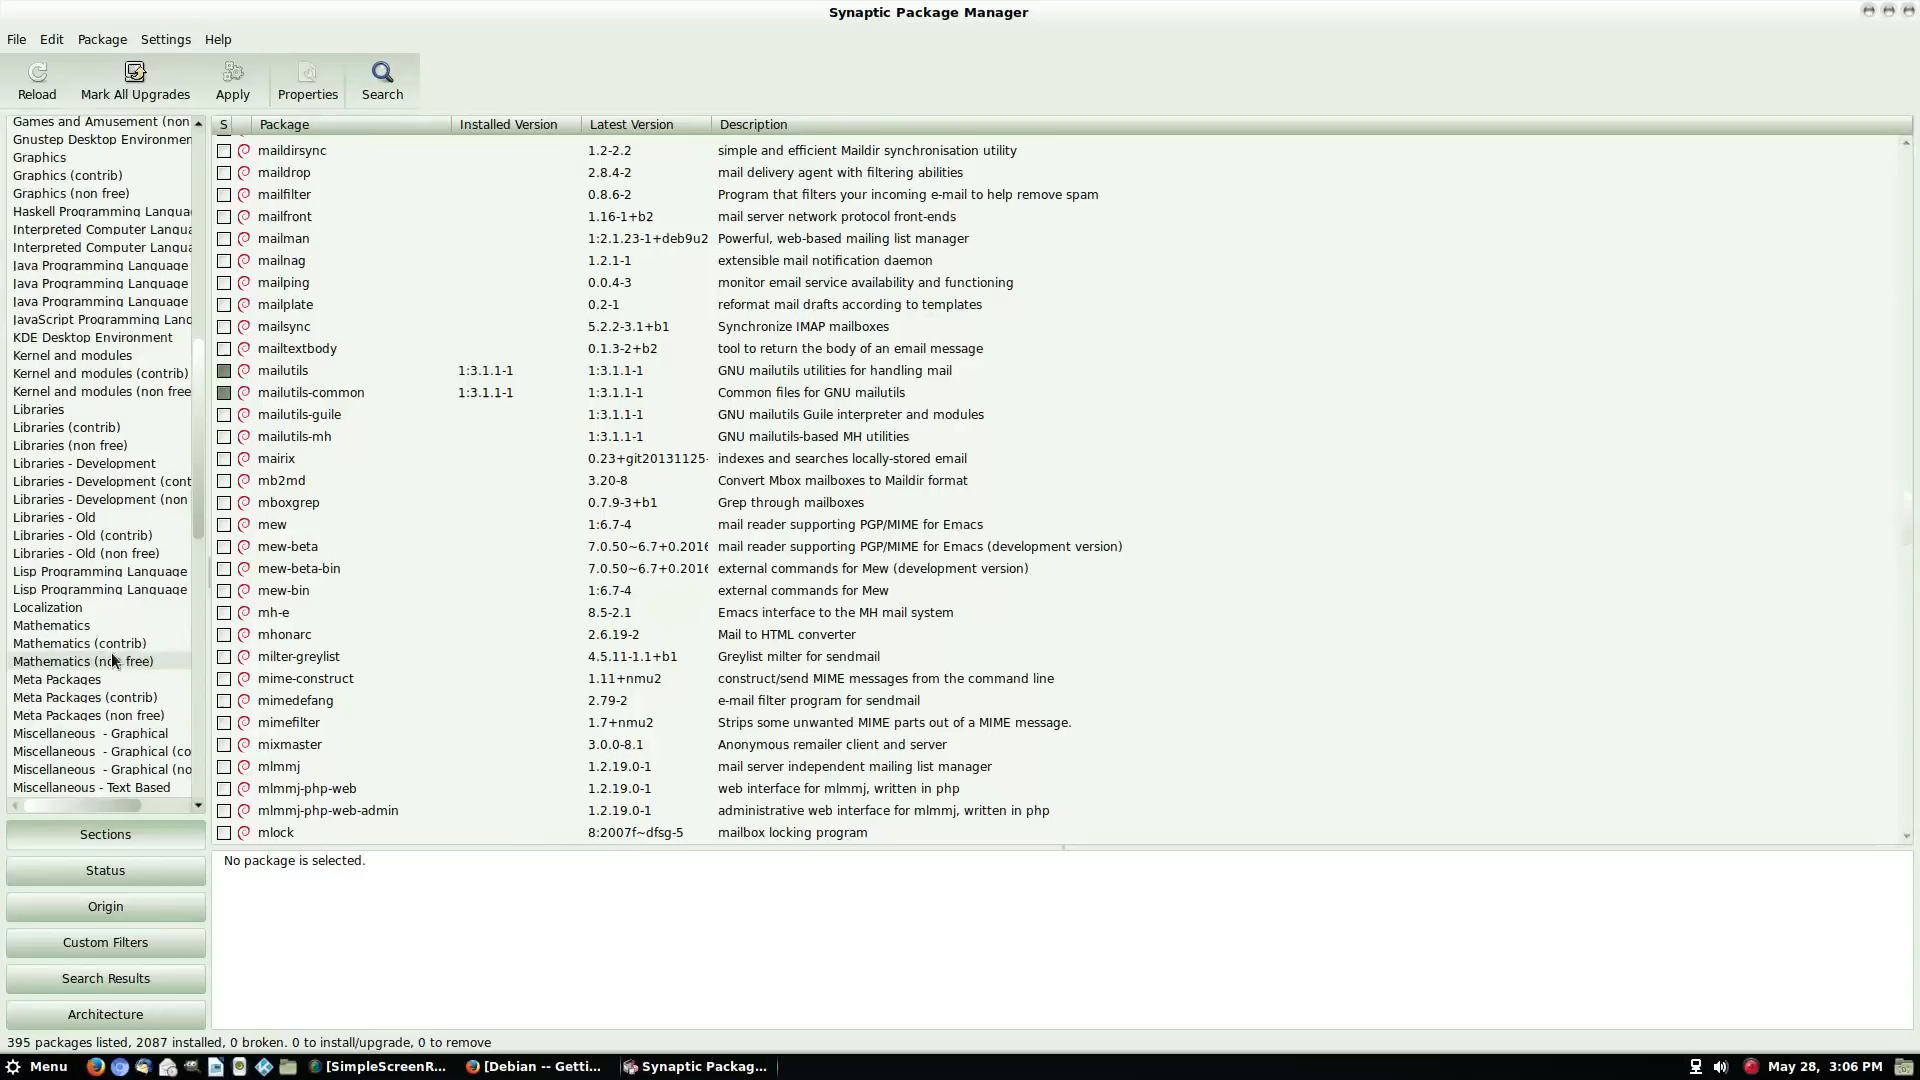 Synaptic Package Manager
File Edit Package Settings Help
Reload Mark All Upgrades Apply Properties Search
Games and Amusement (non
Gnustep Desktop Environmen
Graphics
Graphics (contrib)
Graphics (non free)
Haskell Programming Langua
Interpreted Computer Langua
Interpreted Computer Langua
Java Programming Language
Java Programming Language
Java Programming Language
JavaScript Programming Lang
KDE Desktop Environment
Kernel and modules
Kernel and modules (contrib)
Kernel and modules (non free
Libraries
Libraries (contrib)
Libraries (non free)
Libraries - Development
Libraries - Development (cont
Libraries - Development (non
Libraries - Old
Libraries - Old (contrib)
Libraries - Old (non free)
Lisp Programming Language
Lisp Programming Language
Localization
Mathematics
Mathematics (contrib)
Mathematics (non free)
Meta Packages
Meta Packages (contrib)
Meta Packages (non free)
Miscellaneous - Graphical
Miscellaneous - Graphical (co
Miscellaneous - Graphical (no
Miscellaneous - Text Based
Sections
Status
Origin
Custom Filters
Search Results
Architecture
S Package Installed Version Latest Version Description
maildirsync 1.2-2.2 simple and efficient Maildir synchronisation utility
maildrop 2.8.4-2 mail delivery agent with filtering abilities
mailfilter 0.8.6-2 Program that filters your incoming e-mail to help remove spam
mailfront 1.16-1+b2 mail server network protocol front-ends
mailman 1:2.1.23-1+deb9u2 Powerful, web-based mailing list manager
mailnag 1.2.1-1 extensible mail notification daemon
mailping 0.0.4-3 monitor email service availability and functioning
mailplate 0.2-1 reformat mail drafts according to templates
mailsync 5.2.2-3.1+b1 Synchronize IMAP mailboxes
mailtextbody 0.1.3-2+b2 tool to return the body of an email message
mailutils 1:3.1.1-1 1:3.1.1-1 GNU mailutils utilities for handling mail
mailutils-common 1:3.1.1-1 1:3.1.1-1 Common files for GNU mailutils
mailutils-guile 1:3.1.1-1 GNU mailutils Guile interpreter and modules
mailutils-mh 1:3.1.1-1 GNU mailutils-based MH utilities
mairix 0.23+git20131125- indexes and searches locally-stored email
mb2md 3.20-8 Convert Mbox mailboxes to Maildir format
mboxgrep 0.7.9-3+b1 Grep through mailboxes
mew 1:6.7-4 mail reader supporting PGP/MIME for Emacs
mew-beta 7.0.50~6.7+0.2016 mail reader supporting PGP/MIME for Emacs (development version)
mew-beta-bin 7.0.50~6.7+0.2016 external commands for Mew (development version)
mew-bin 1:6.7-4 external commands for Mew
mh-e 8.5-2.1 Emacs interface to the MH mail system
mhonarc 2.6.19-2 Mail to HTML converter
milter-greylist 4.5.11-1.1+b1 Greylist milter for sendmail
mime-construct 1.11+nmu2 construct/send MIME messages from the command line
mimedefang 2.79-2 e-mail filter program for sendmail
mimefilter 1.7+nmu2 Strips some unwanted MIME parts out of a MIME message.
mixmaster 3.0.0-8.1 Anonymous remailer client and server
mlmmj 1.2.19.0-1 mail server independent mailing list manager
mlmmj-php-web 1.2.19.0-1 web interface for mlmmj, written in php
mlmmj-php-web-admin 1.2.19.0-1 administrative web interface for mlmmj, written in php
mlock 8:2007f~dfsg-5 mailbox locking program
No package is selected.
395 packages listed, 2087 installed, 0 broken. 0 to install/upgrade, 0 to remove
Menu [SimpleScreenR... [Debian -- Getti... Synaptic Packag... May 28, 3:06 PM